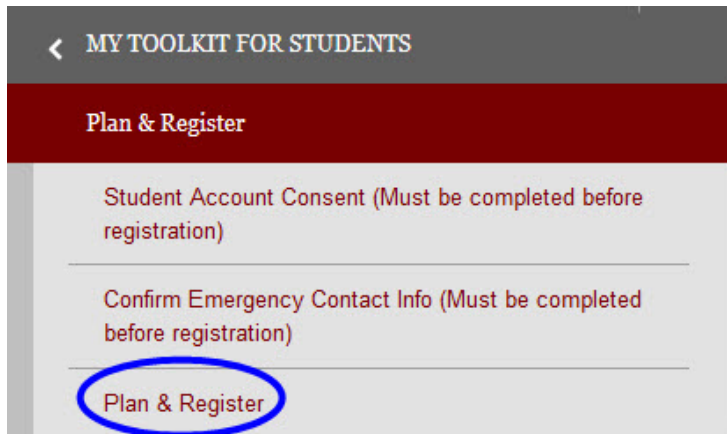 MY TOOLKIT FOR STUDENTS
Plan & Register
Student Account Consent (Must be completed before
registration)
Confirm Emergency Contact Info (Must be completed
before registration)
Plan & Register